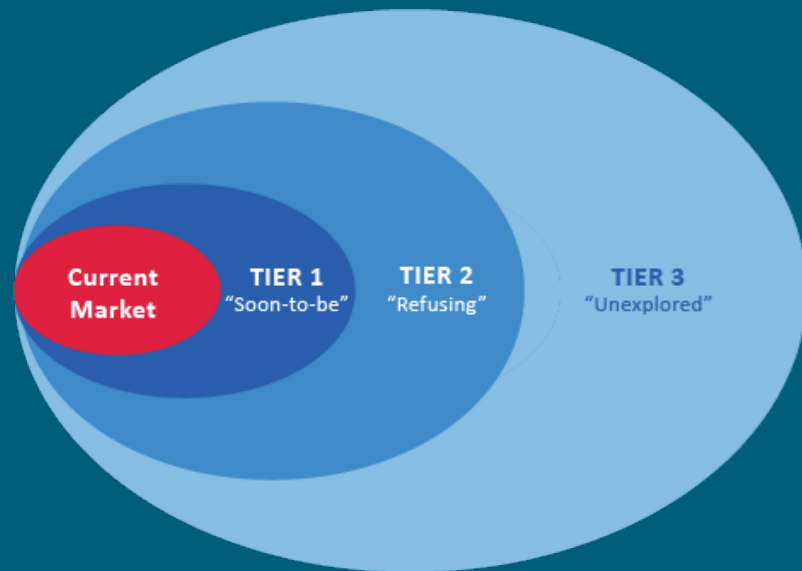 Current
Market
TIER 1
“Soon-to-be”
TIER 2
“Refusing”
TIER 3
“Unexplored”